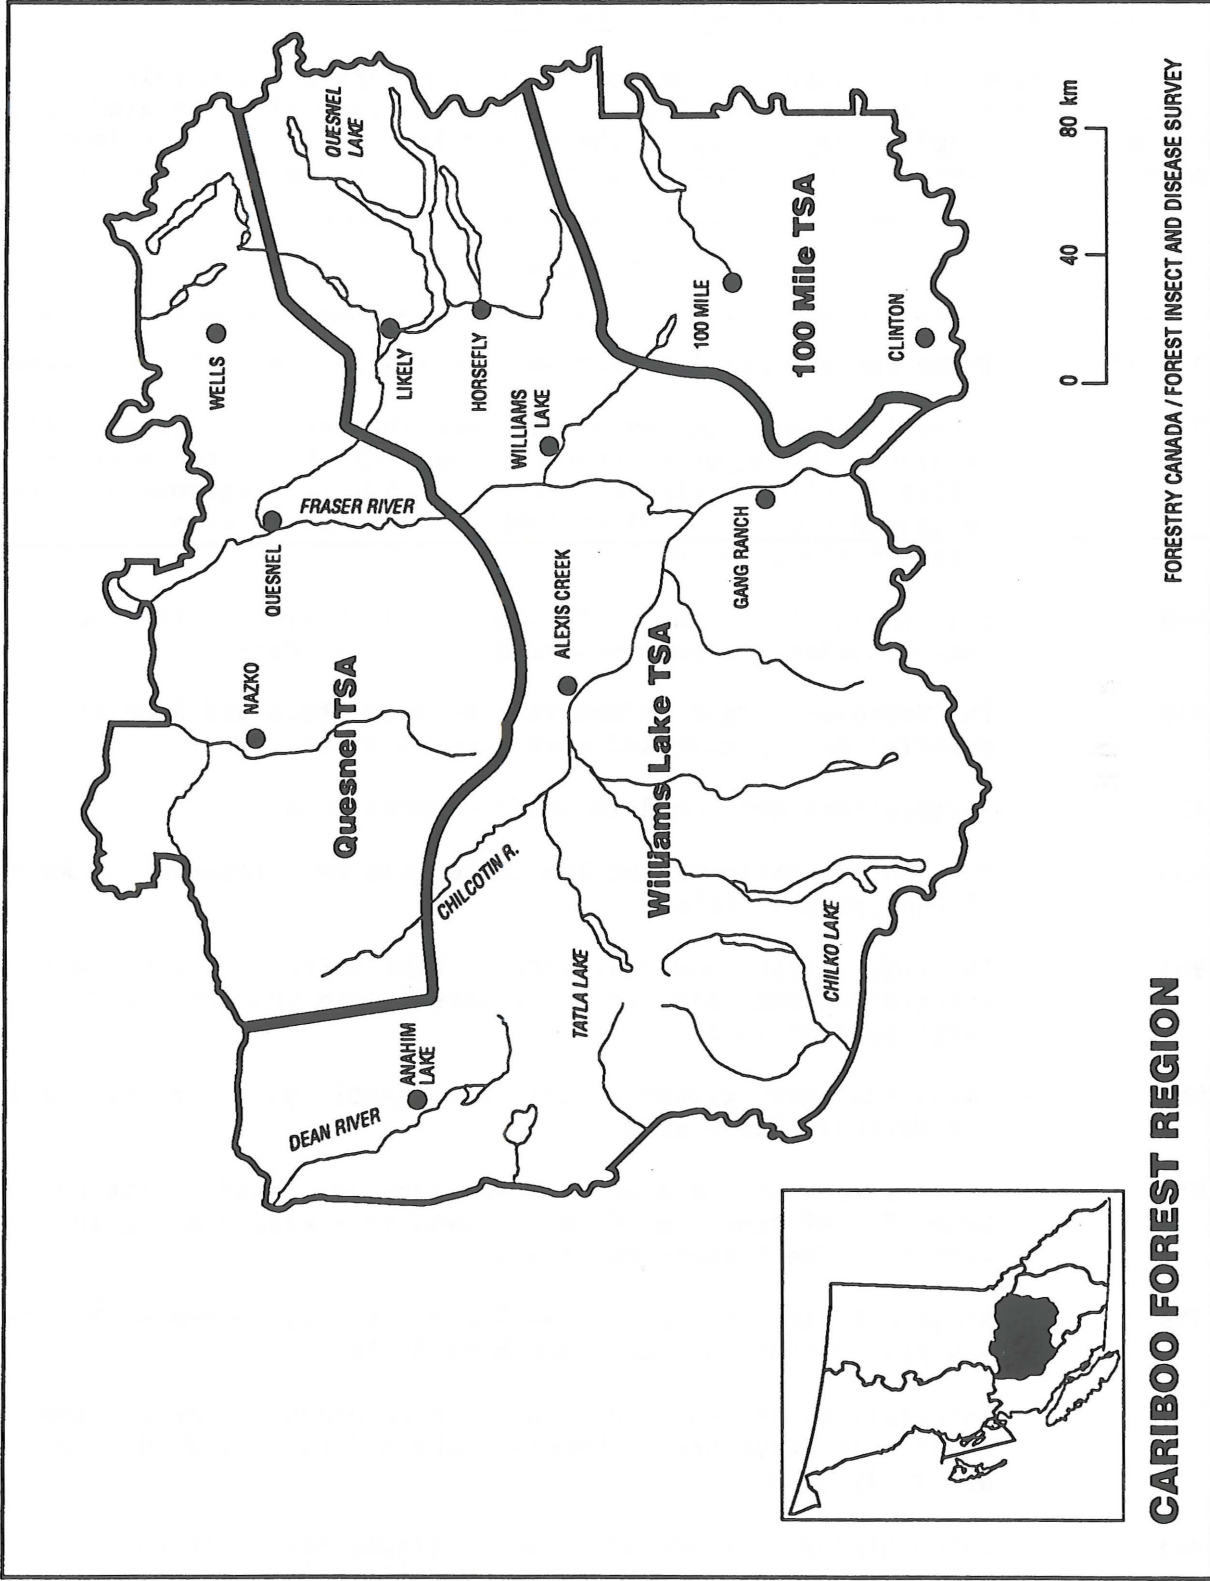 WELLS
QUESNEL
LAKE
LIKELY
HORSEFLY
QUESNEL
FRASER RIVER
NAZKO
Quesnel TSA
WILLIAMS
LAKE
100 MILE
100 Mile TSA
CLINTON
ALEXIS CREEK
GANG RANCH
CHILCOTIN R.
Williams Lake TSA
ANAHIM
LAKE
DEAN RIVER
TATLA LAKE
CHILKO LAKE
0 40 80 km
CARIBOO FOREST REGION
FORESTRY CANADA / FOREST INSECT AND DISEASE SURVEY